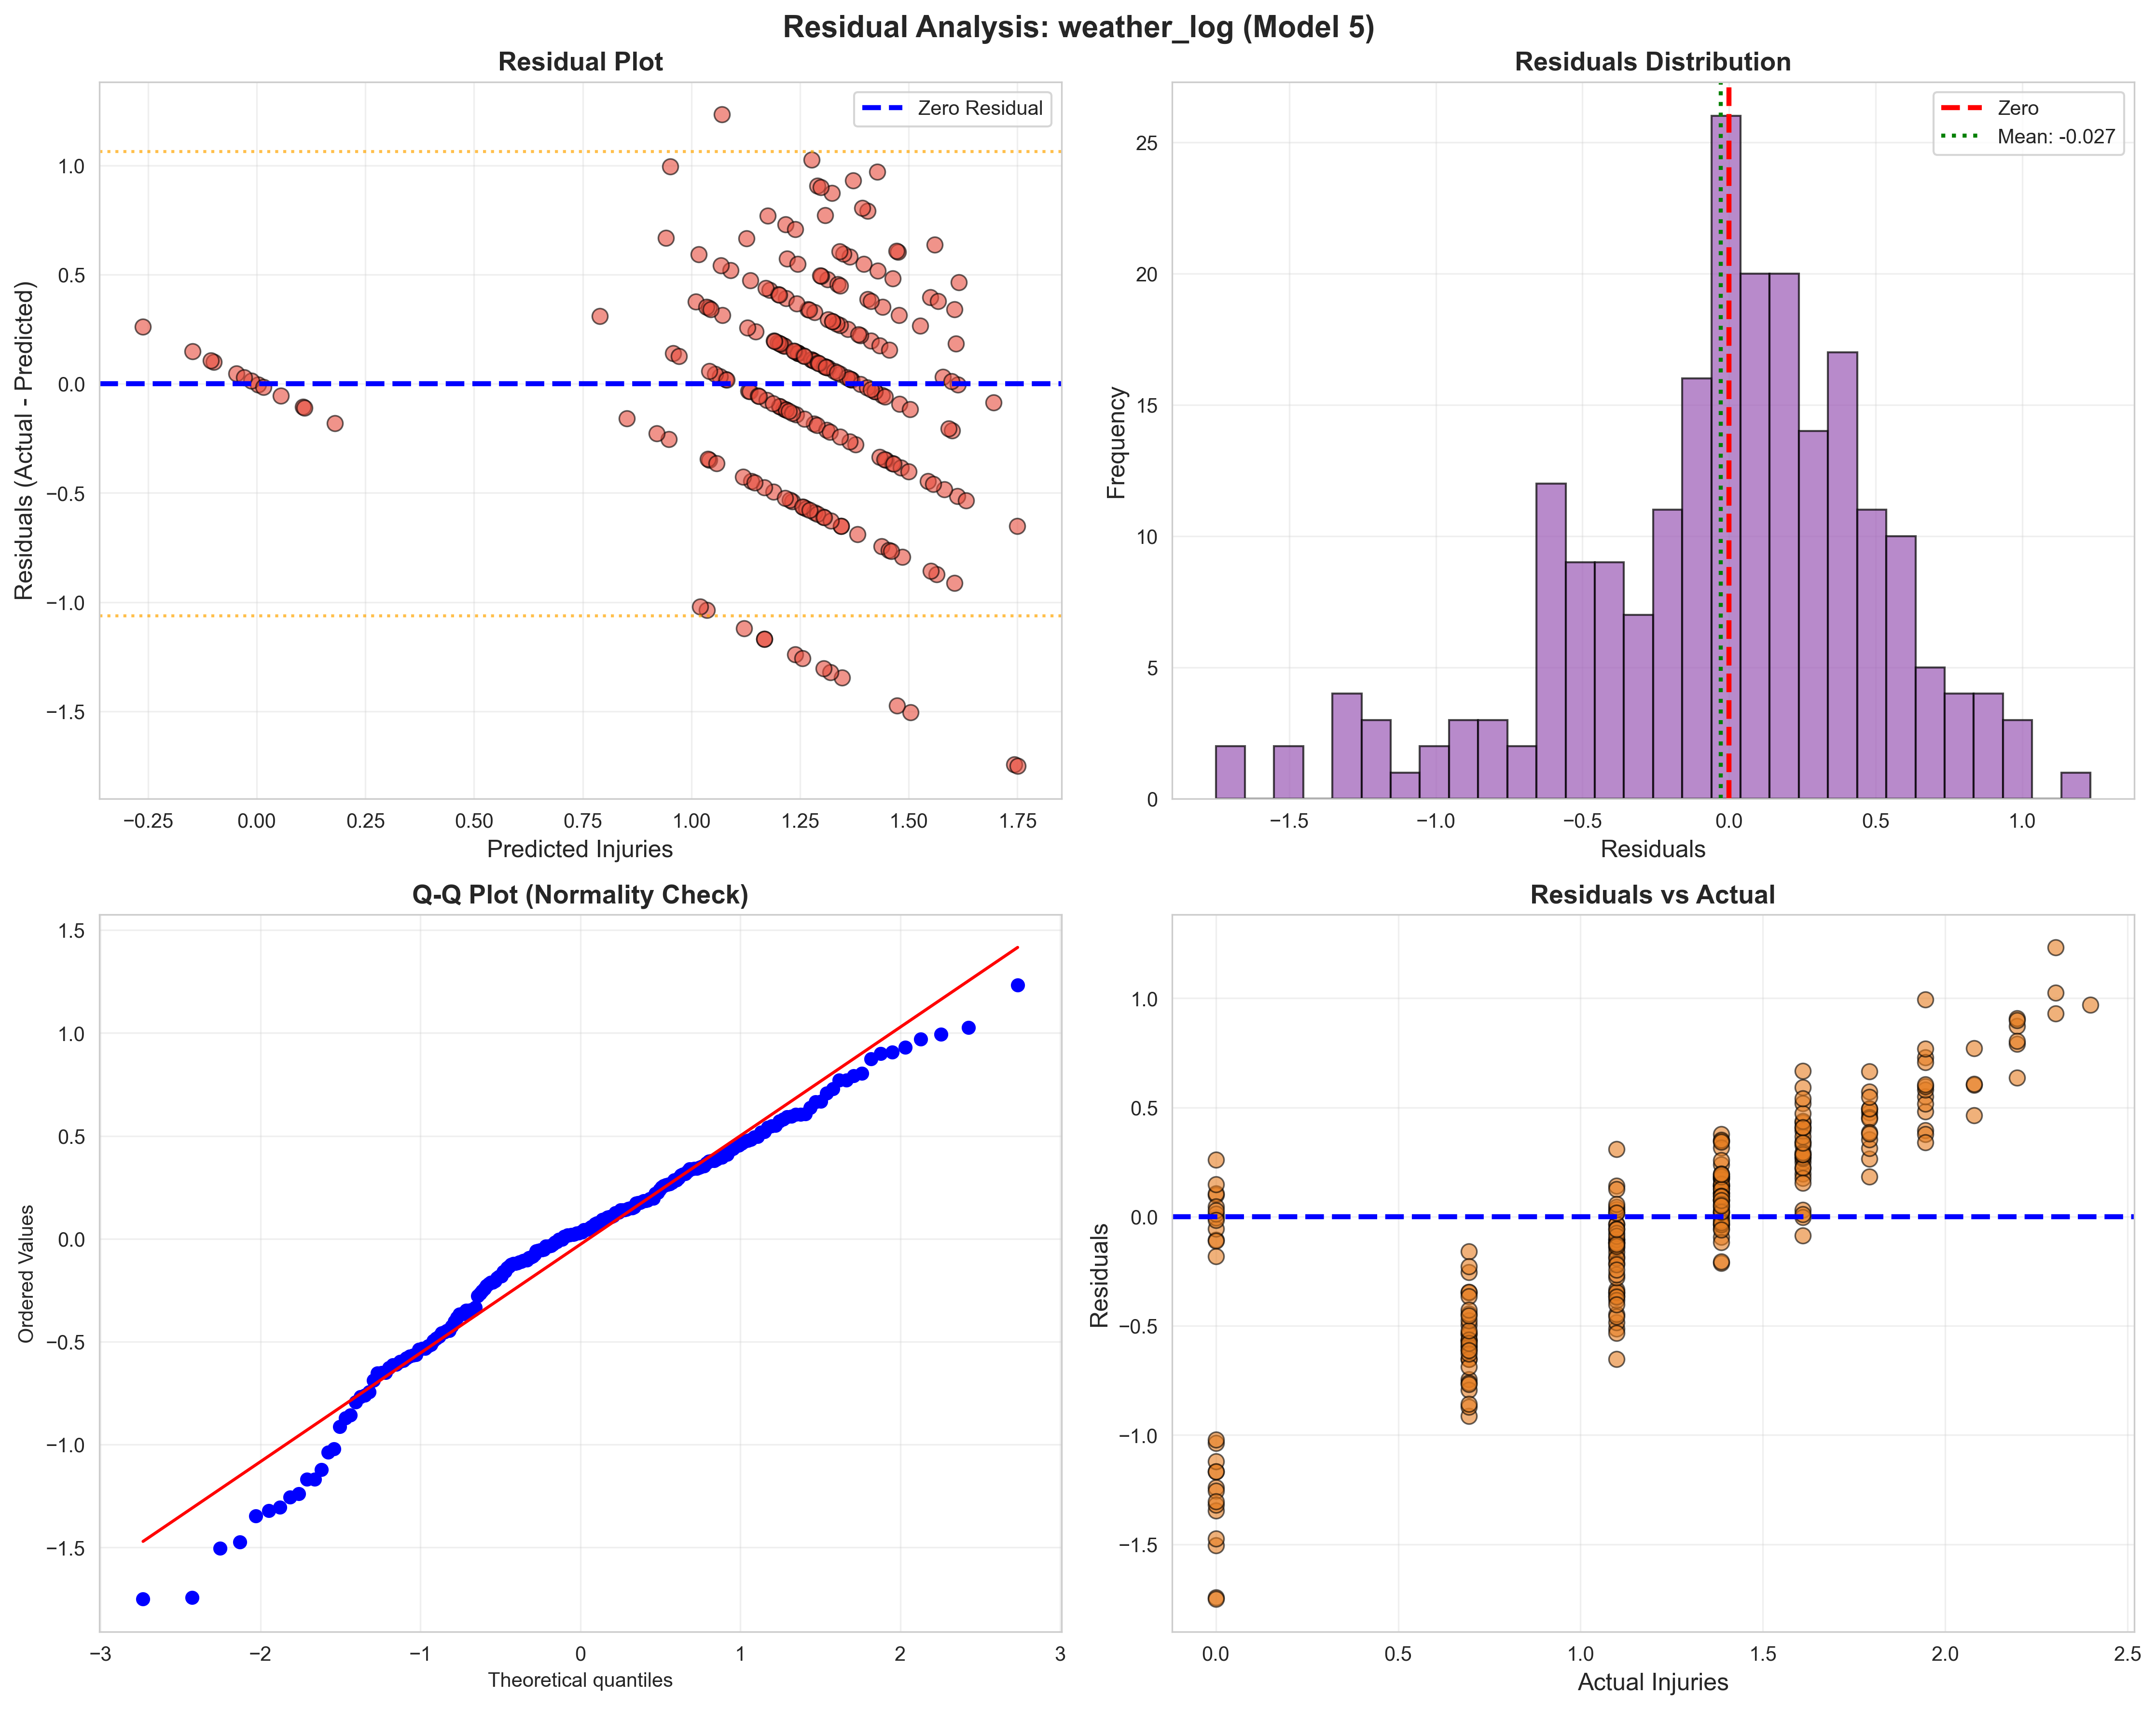 Residual Analysis: weather_log (Model 5)
Residual Plot
Zero Residual
1.0
0.5
0.0
−0.5
−1.0
−1.5
Residuals (Actual - Predicted)
−0.25 0.00 0.25 0.50 0.75 1.00 1.25 1.50 1.75
Predicted Injuries
Residuals Distribution
Zero
Mean: -0.027
25
20
15
10
5
0
Frequency
−1.5 −1.0 −0.5 0.0 0.5 1.0
Residuals
Q-Q Plot (Normality Check)
1.5
1.0
0.5
0.0
−0.5
−1.0
−1.5
Ordered Values
−3 −2 −1 0 1 2 3
Theoretical quantiles
Residuals vs Actual
1.0
0.5
0.0
−0.5
−1.0
−1.5
Residuals
0.0 0.5 1.0 1.5 2.0 2.5
Actual Injuries